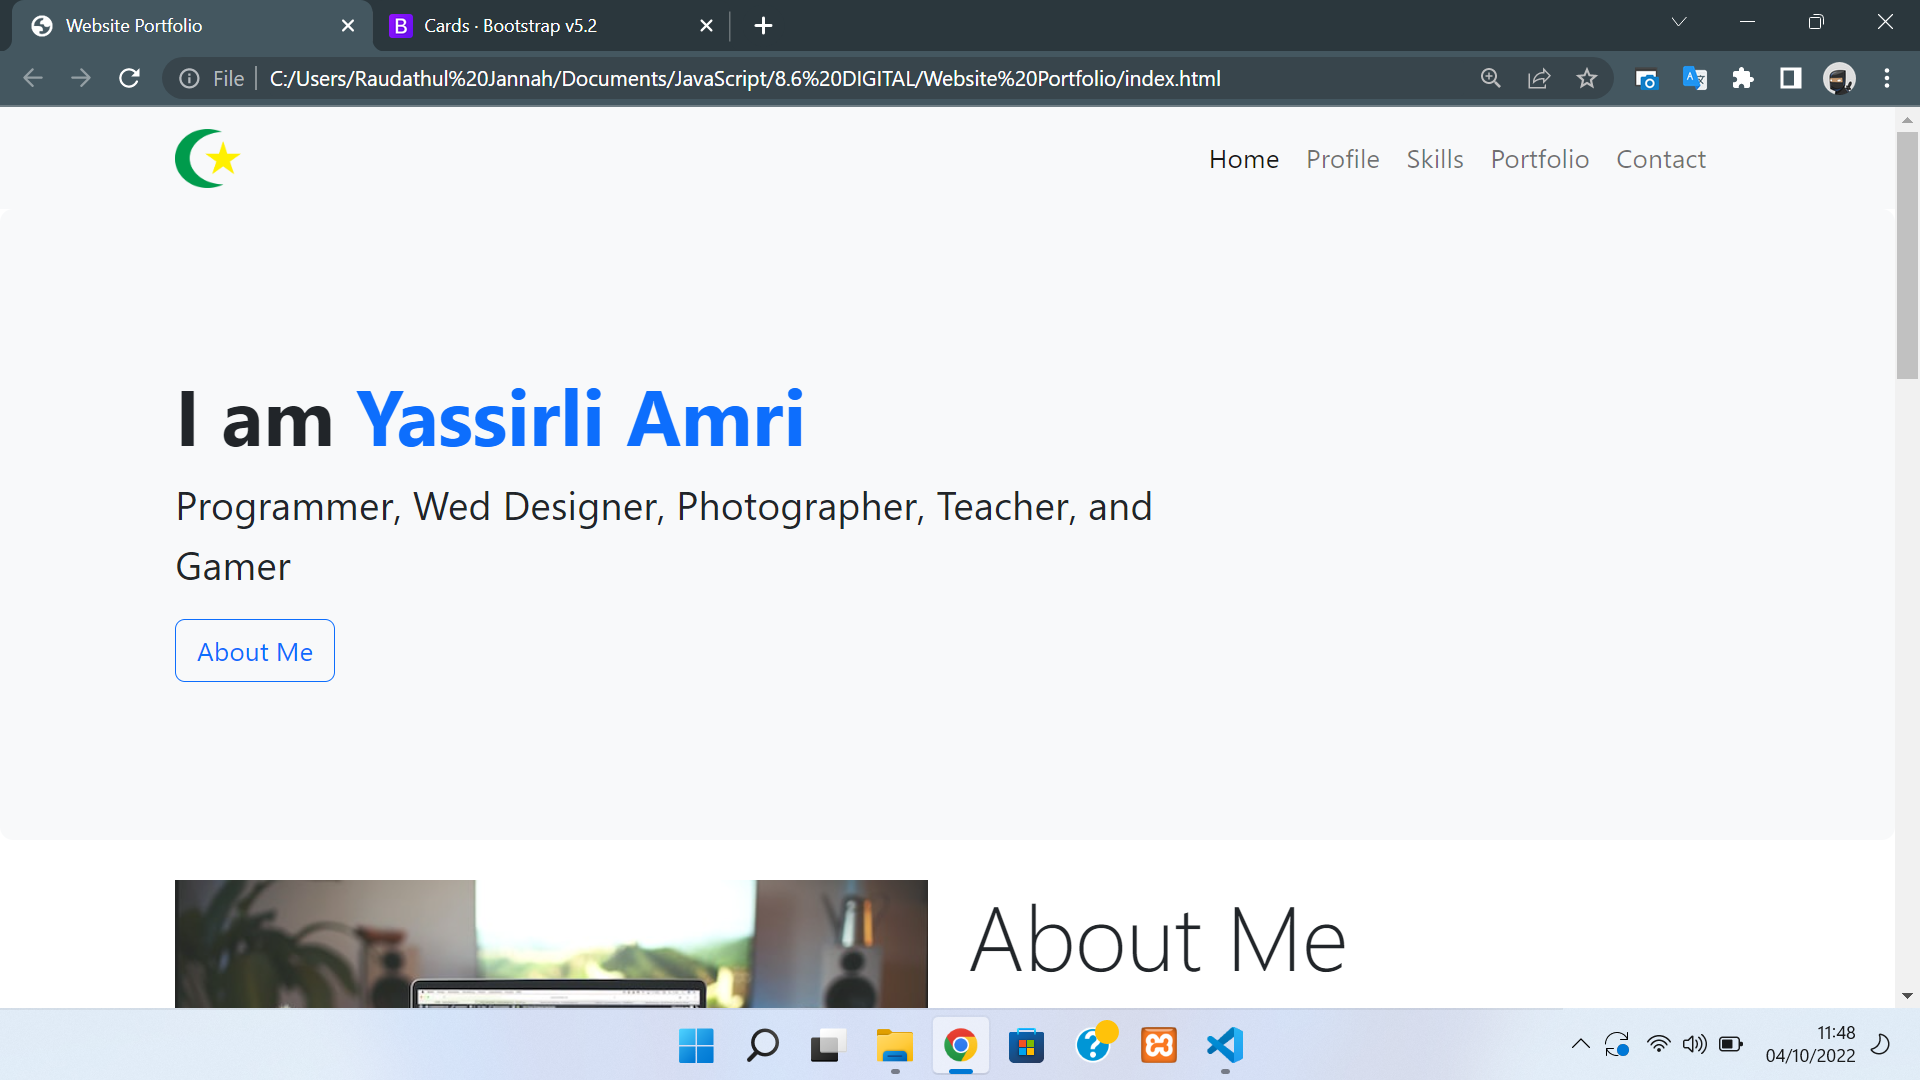 Website Portfolio
B Cards · Bootstrap v5.2
File C:/Users/Raudathul%20Jannah/Documents/JavaScript/8.6%20DIGITAL/Website%20Portfolio/index.html
Home Profile Skills Portfolio Contact
I am Yassirli Amri
Programmer, Wed Designer, Photographer, Teacher, and
Gamer
About Me
About Me
11:48
04/10/2022